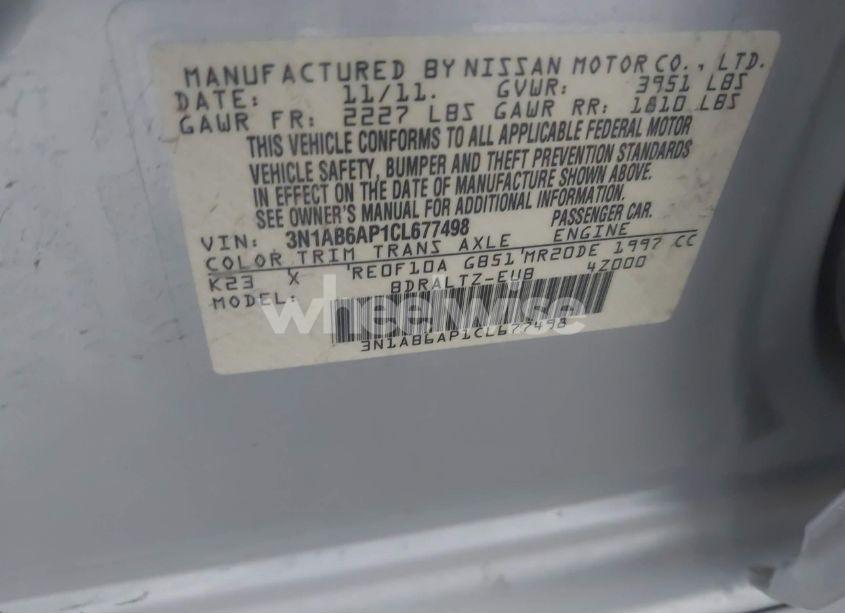 MANUFACTURED BY NISSAN MOTOR CO., LTD.
DATE: 11/11. GVWR: 3951 LBS
GAWR FR: 2227 LBS GAWR RR: 1810 LBS
THIS VEHICLE CONFORMS TO ALL APPLICABLE FEDERAL MOTOR
VEHICLE SAFETY, BUMPER AND THEFT PREVENTION STANDARDS
IN EFFECT ON THE DATE OF MANUFACTURE SHOWN ABOVE.
SEE OWNER'S MANUAL FOR ADDITIONAL INFORMATION.
VIN: 3N1AB6AP1CL677498 PASSENGER CAR.
COLOR TRIM TRANS AXLE ENGINE
K23 X RE0F10A GB51 MR20DE 1997 CC
MODEL: BDRALTZ-EUB 4Z000
wheelwise
3N1AB6AP1CL677498